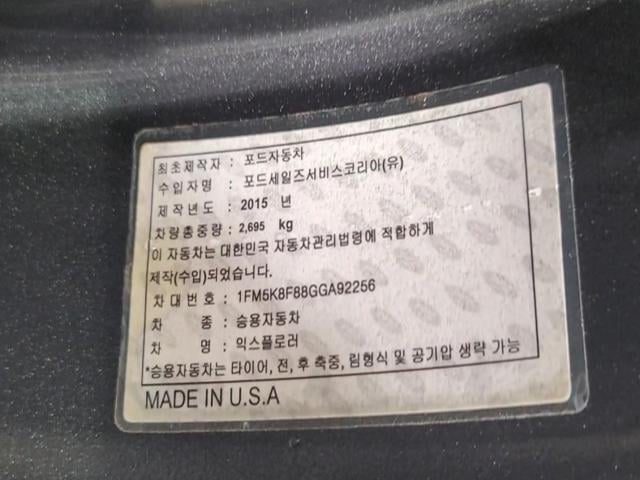 최초제작자 : 포드자동차
수입자명 : 포드세일즈서비스코리아(유)
제작년도 : 2015 년
차량총중량 : 2,695 kg
이 자동차는 대한민국 자동차관리법령에 적합하게
제작(수입)되었습니다.
차대번호 : 1FM5K8F88GGA92256
차 종 : 승용자동차
차 명 : 익스플로러
*승용자동차는 타이어, 전, 후 축중, 림형식 및 공기압 생략 가능
MADE IN U.S.A